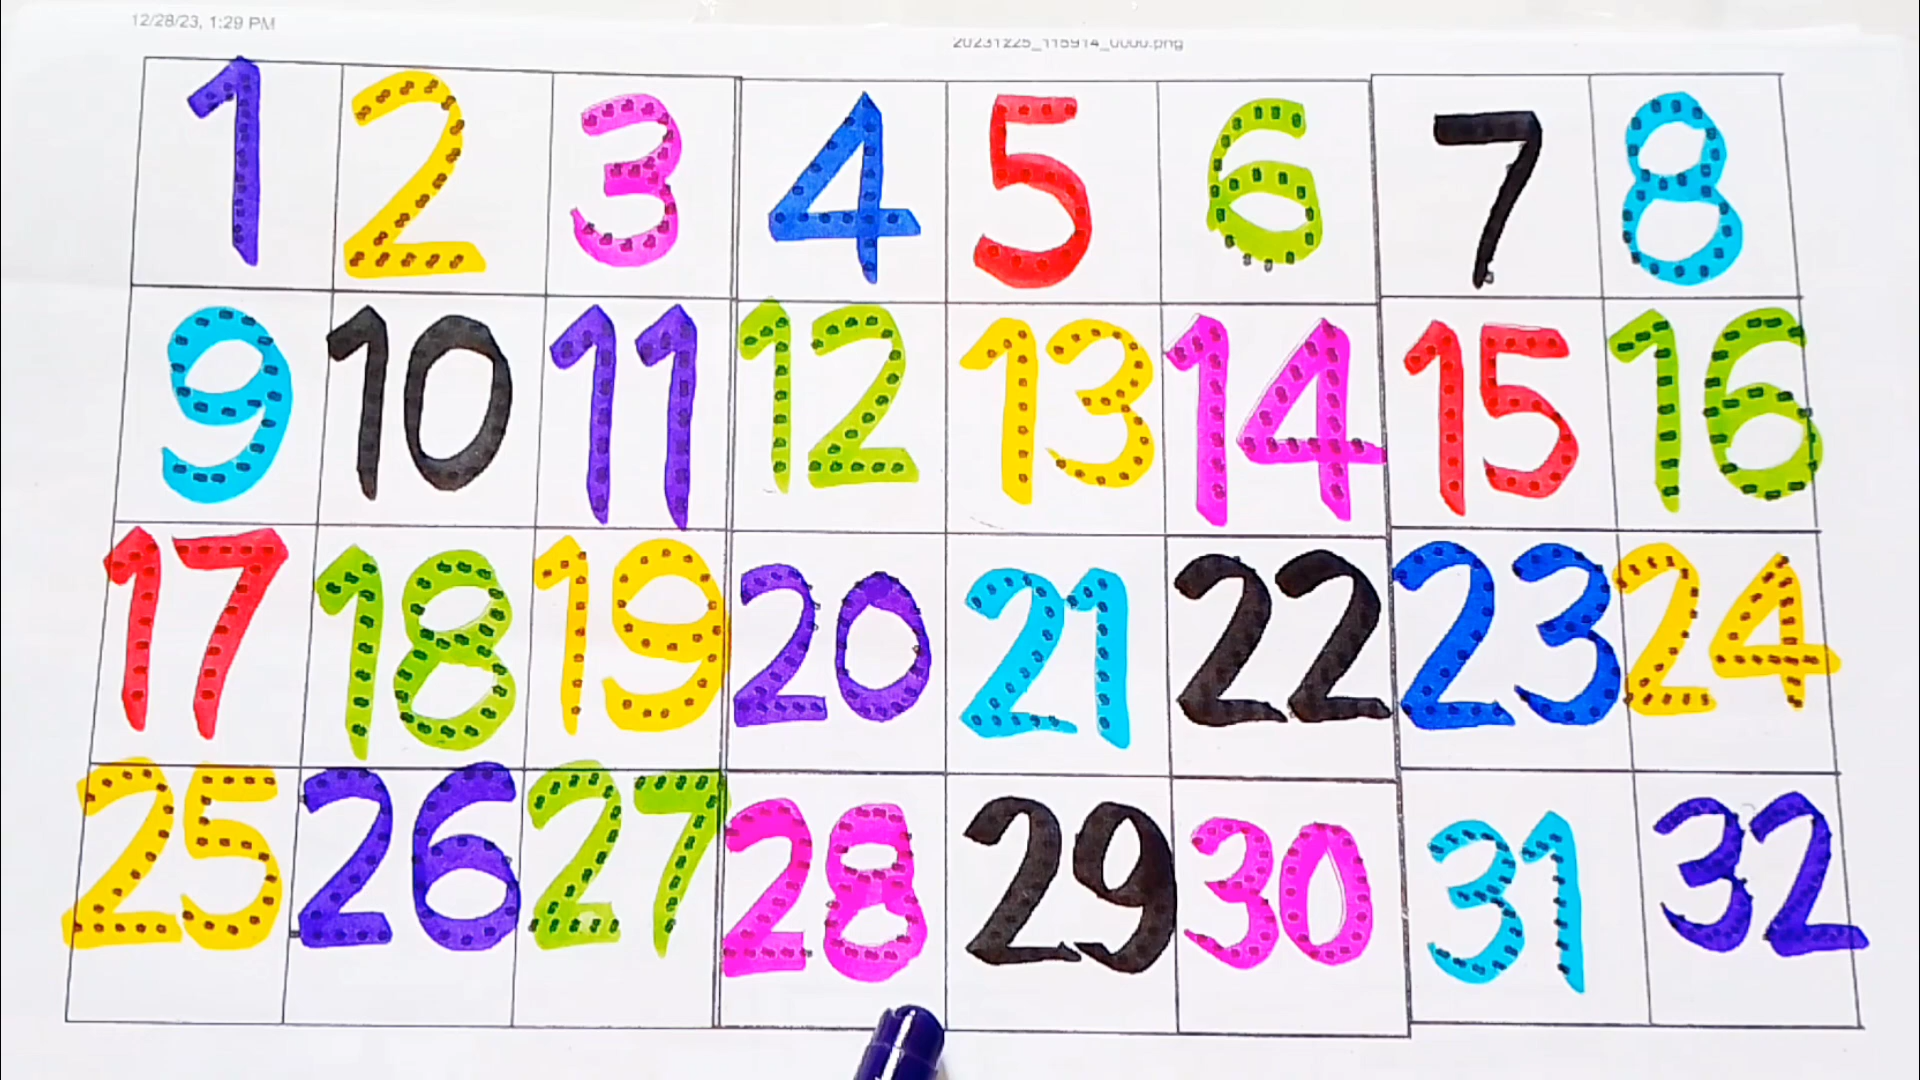 12/28/23, 1:29 PM
20231225_115914_0000.png
1 2 3 4 5 6 7 8
9 10 11 12 13 14 15 16
17 18 19 20 21 22 23 24
25 26 27 28 29 30 31 32